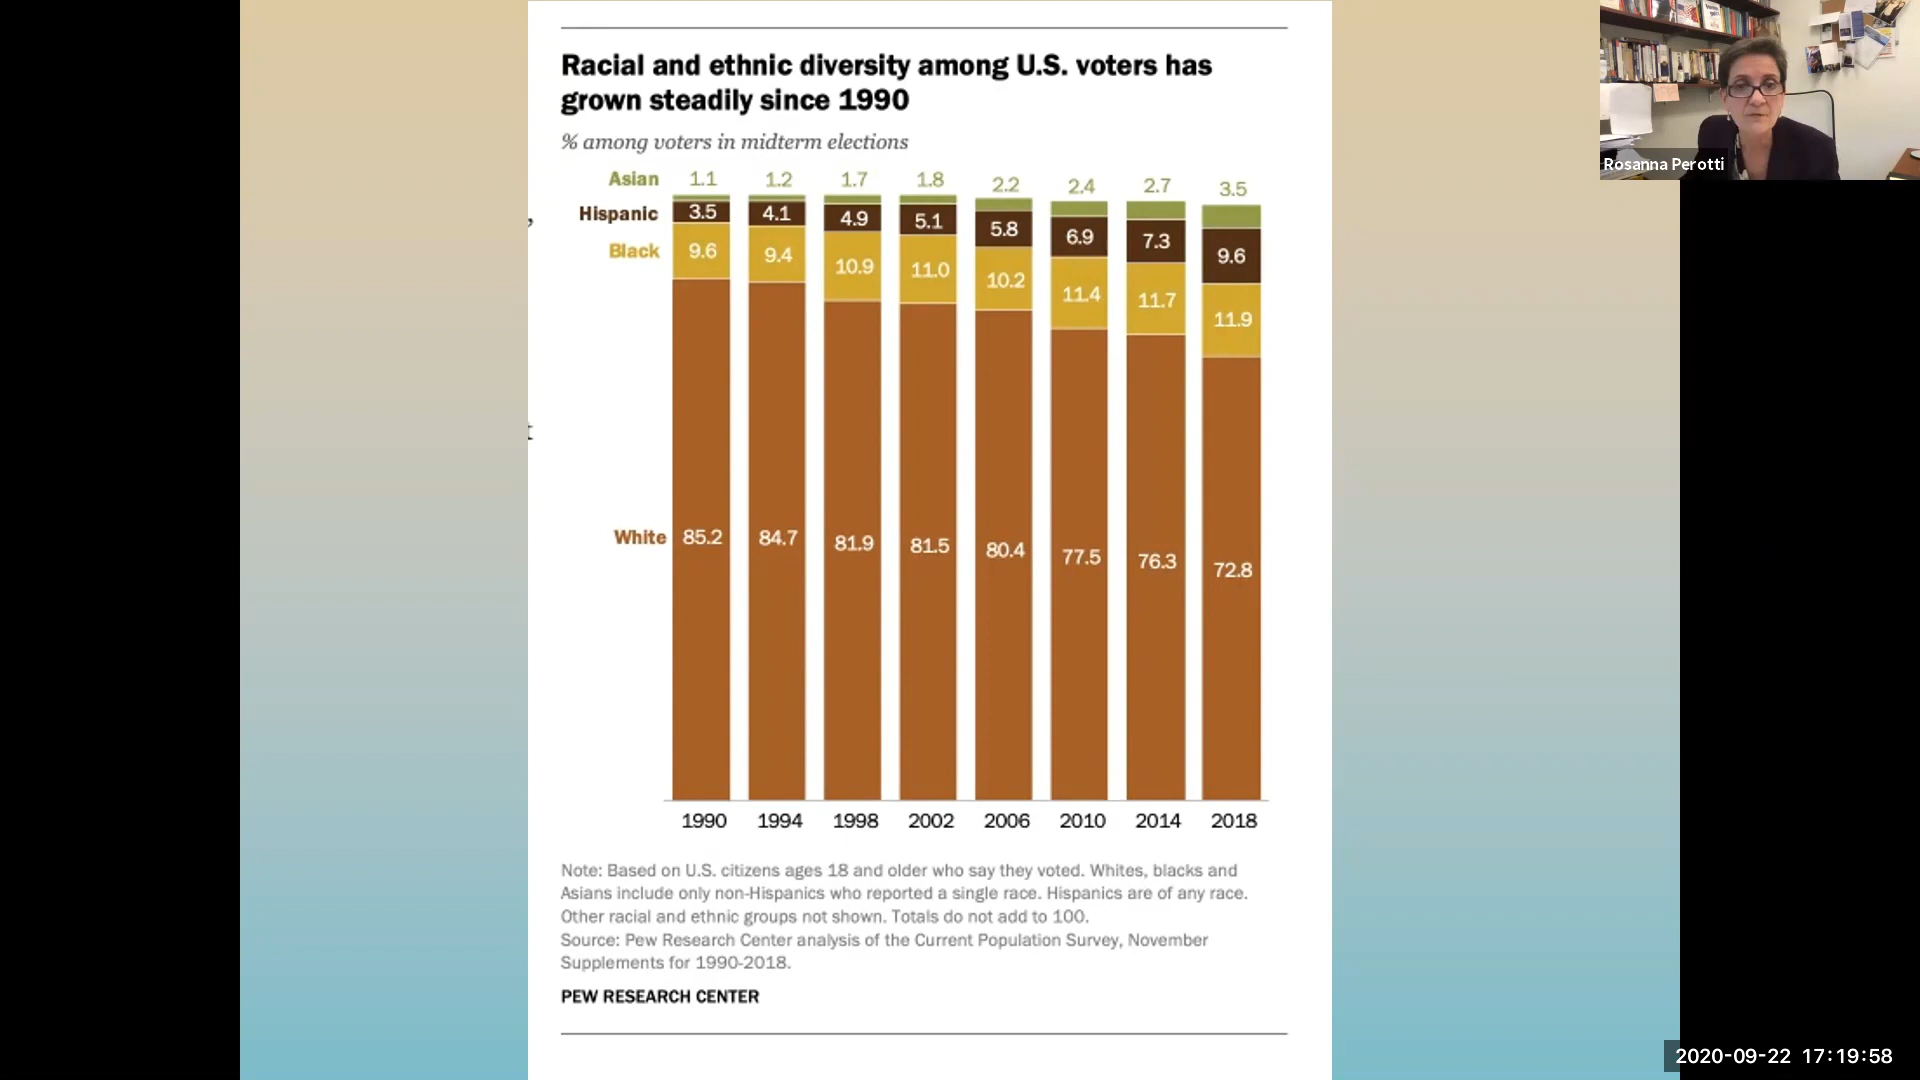 Racial and ethnic diversity among U.S. voters has
grown steadily since 1990
% among voters in midterm elections
Asian 1.1 1.2 1.7 1.8 2.2 2.4 2.7 3.5
Hispanic 3.5 4.1 4.9 5.1 5.8 6.9 7.3 9.6
Black 9.6 9.4 10.9 11.0 10.2 11.4 11.7 11.9
White 85.2 84.7 81.9 81.5 80.4 77.5 76.3 72.8
1990 1994 1998 2002 2006 2010 2014 2018
Note: Based on U.S. citizens ages 18 and older who say they voted. Whites, blacks and
Asians include only non-Hispanics who reported a single race. Hispanics are of any race.
Other racial and ethnic groups not shown. Totals do not add to 100.
Source: Pew Research Center analysis of the Current Population Survey, November
Supplements for 1990-2018.
PEW RESEARCH CENTER
Rosanna Perotti
2020-09-22 17:19:58